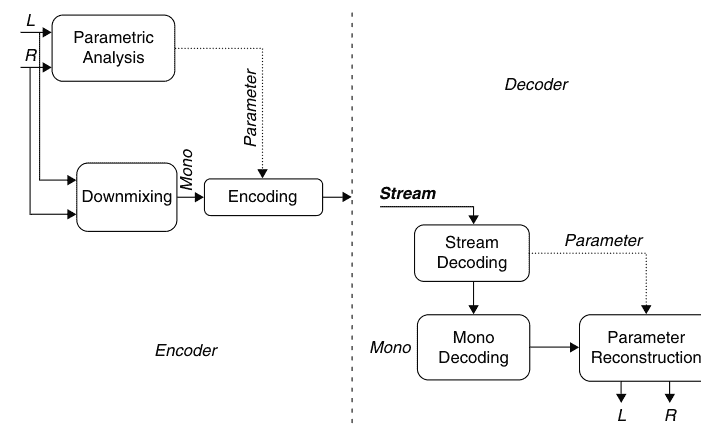 L
R
Parametric
Analysis
Parameter
Mono
Downmixing
Encoding
Encoder
Decoder
Stream
Stream
Decoding
Parameter
Mono
Mono
Decoding
Parameter
Reconstruction
L
R